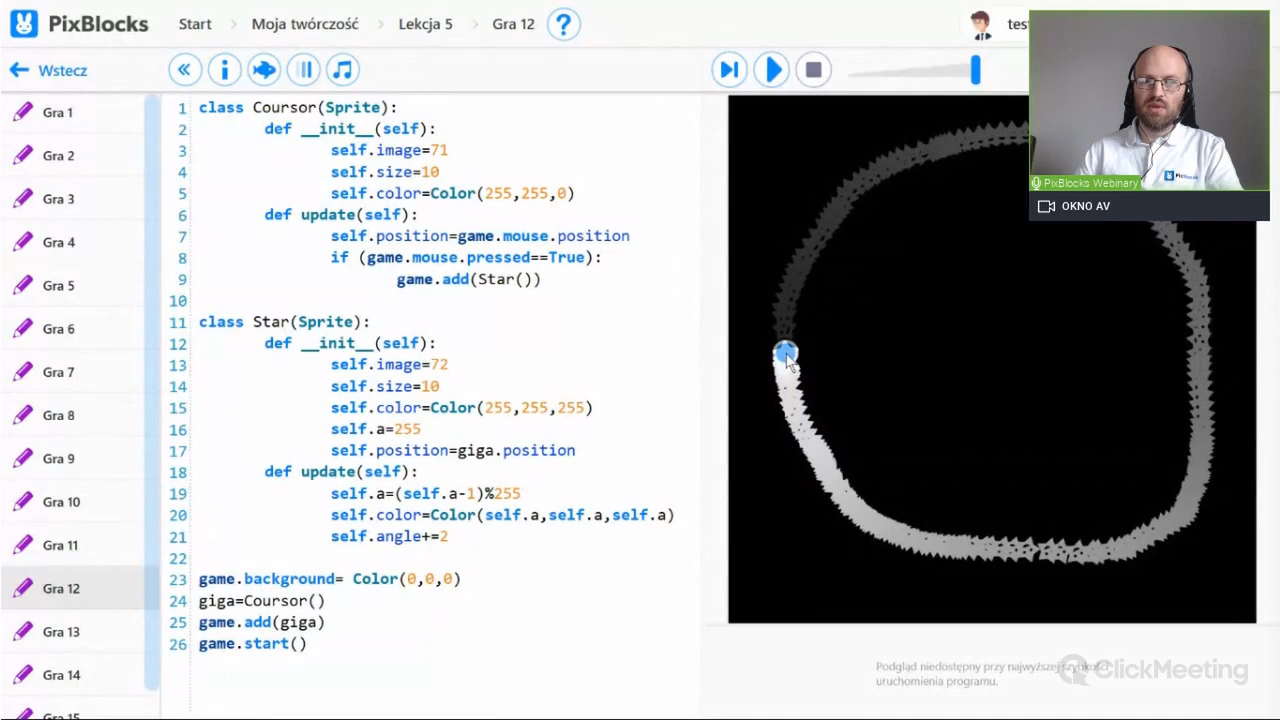 PixBlocks Start Moja twórczość Lekcja 5 Gra 12 ? test
Wstecz
Gra 1
Gra 2
Gra 3
Gra 4
Gra 5
Gra 6
Gra 7
Gra 8
Gra 9
Gra 10
Gra 11
Gra 12
Gra 13
Gra 14
Gra 15
1 class Coursor(Sprite):
2 def __init__(self):
3 self.image=71
4 self.size=10
5 self.color=Color(255,255,0)
6 def update(self):
7 self.position=game.mouse.position
8 if (game.mouse.pressed==True):
9 game.add(Star())
10
11 class Star(Sprite):
12 def __init__(self):
13 self.image=72
14 self.size=10
15 self.color=Color(255,255,255)
16 self.a=255
17 self.position=giga.position
18 def update(self):
19 self.a=(self.a-1)%255
20 self.color=Color(self.a,self.a,self.a)
21 self.angle+=2
22
23 game.background= Color(0,0,0)
24 giga=Coursor()
25 game.add(giga)
26 game.start()
PixBlocks
PixBlocks Webinary
OKNO AV
Podgląd niedostępny przy najwyższej szybkości
uruchomienia programu.
ClickMeeting